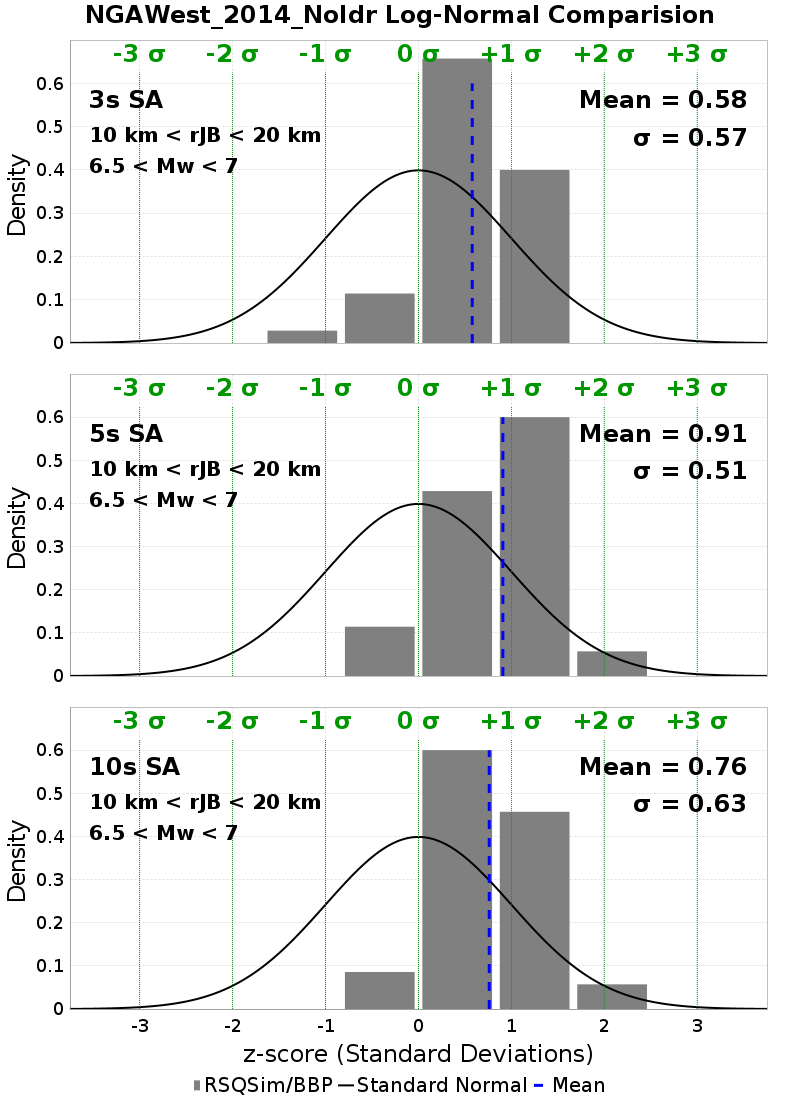 NGAWest_2014_NoIdr Log-Normal Comparision
-3 σ -2 σ -1 σ 0 σ +1 σ +2 σ +3 σ
3s SA
Mean = 0.58
10 km < rJB < 20 km
σ = 0.57
6.5 < Mw < 7
Density
0.6
0.5
0.4
0.3
0.2
0.1
0
-3 σ -2 σ -1 σ 0 σ +1 σ +2 σ +3 σ
5s SA
Mean = 0.91
10 km < rJB < 20 km
σ = 0.51
6.5 < Mw < 7
Density
0.6
0.5
0.4
0.3
0.2
0.1
0
-3 σ -2 σ -1 σ 0 σ +1 σ +2 σ +3 σ
10s SA
Mean = 0.76
10 km < rJB < 20 km
σ = 0.63
6.5 < Mw < 7
Density
0.6
0.5
0.4
0.3
0.2
0.1
0
-3 -2 -1 0 1 2 3
z-score (Standard Deviations)
RSQSim/BBP Standard Normal Mean